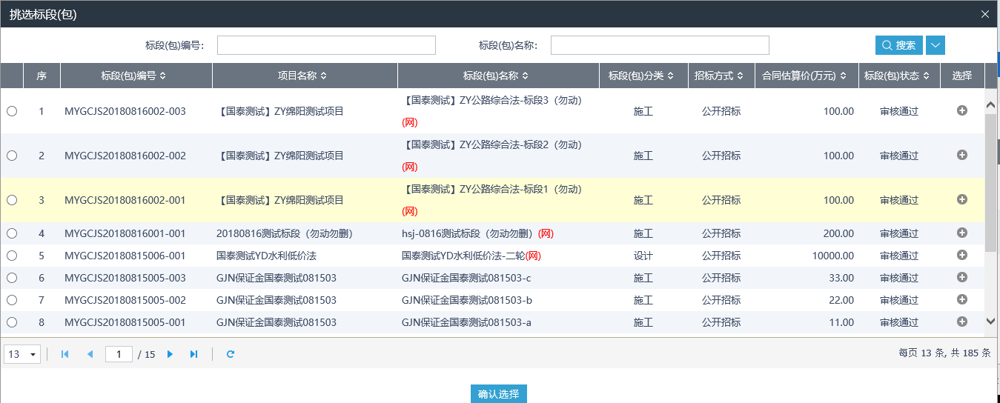 挑选标段(包)
标段(包)编号: 标段(包)名称: 搜索
序 标段(包)编号 项目名称 标段(包)名称 标段(包)分类 招标方式 合同估算价(万元) 标段(包)状态 选择
1 MYGCJS20180816002-003 【国泰测试】ZY绵阳测试项目 【国泰测试】ZY公路综合法-标段3（勿动） 施工 公开招标 100.00 审核通过
(网)
2 MYGCJS20180816002-002 【国泰测试】ZY绵阳测试项目 【国泰测试】ZY公路综合法-标段2（勿动） 施工 公开招标 100.00 审核通过
(网)
3 MYGCJS20180816002-001 【国泰测试】ZY绵阳测试项目 【国泰测试】ZY公路综合法-标段1（勿动） 施工 公开招标 100.00 审核通过
(网)
4 MYGCJS20180816001-001 20180816测试标段（勿动勿删） hsj-0816测试标段（勿动勿删）(网) 施工 公开招标 200.00 审核通过
5 MYGCJS20180815006-001 国泰测试YD水利低价法 国泰测试YD水利低价法-二轮(网) 设计 公开招标 10000.00 审核通过
6 MYGCJS20180815005-003 GJN保证金国泰测试081503 GJN保证金国泰测试081503-c 施工 公开招标 33.00 审核通过
7 MYGCJS20180815005-002 GJN保证金国泰测试081503 GJN保证金国泰测试081503-b 施工 公开招标 22.00 审核通过
8 MYGCJS20180815005-001 GJN保证金国泰测试081503 GJN保证金国泰测试081503-a 施工 公开招标 11.00 审核通过
13 1 / 15 每页 13 条, 共 185 条
确认选择